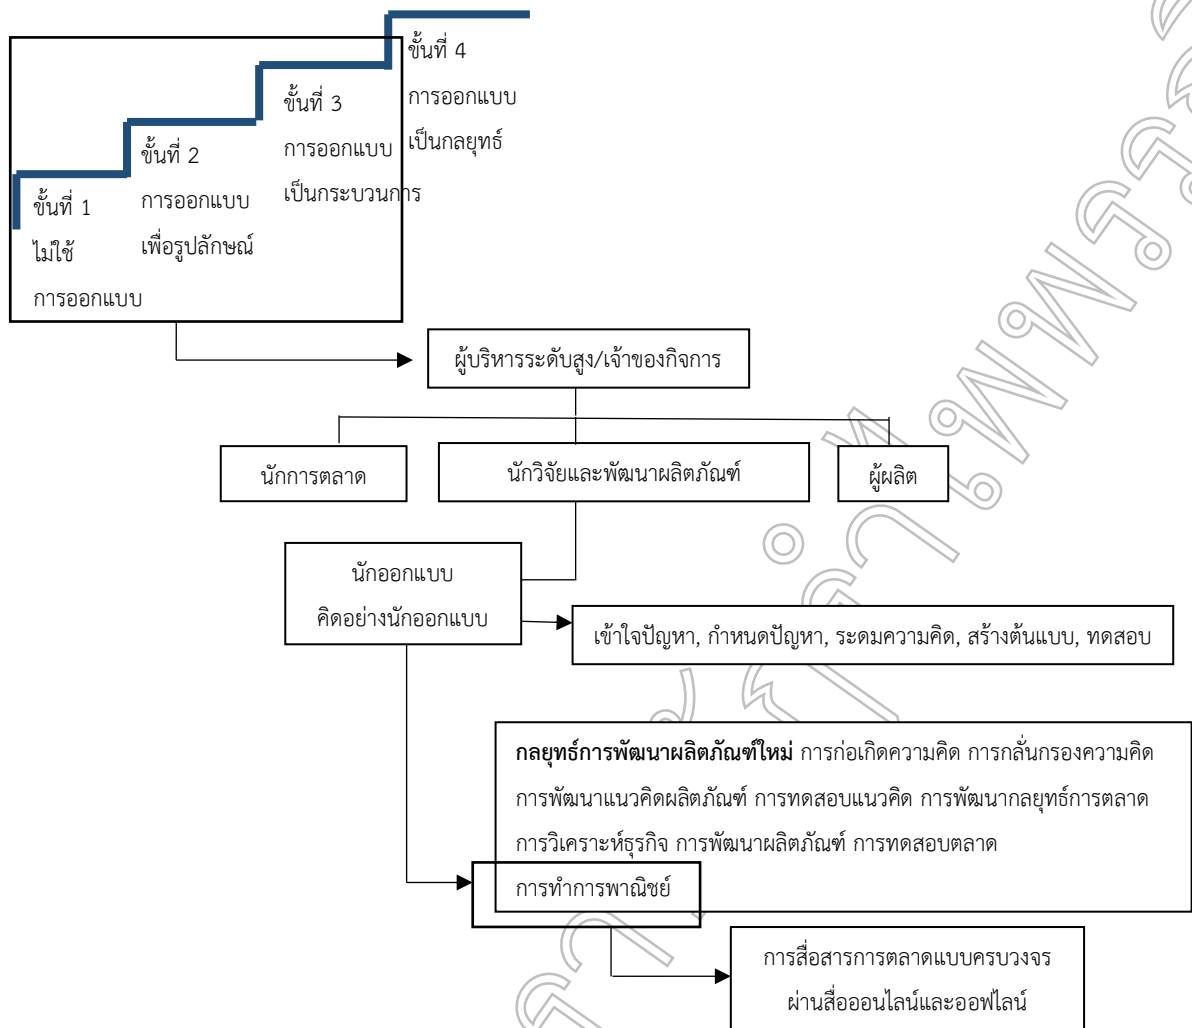 ขั้นที่ 1
ไม่ใช้
การออกแบบ
ขั้นที่ 2
การออกแบบ
เพื่อรูปลักษณ์
ขั้นที่ 3
การออกแบบ
เป็นกระบวนการ
ขั้นที่ 4
การออกแบบ
เป็นกลยุทธ์
ผู้บริหารระดับสูง/เจ้าของกิจการ
นักการตลาด
นักวิจัยและพัฒนาผลิตภัณฑ์
ผู้ผลิต
นักออกแบบ
คิดอย่างนักออกแบบ
เข้าใจปัญหา, กำหนดปัญหา, ระดมความคิด, สร้างต้นแบบ, ทดสอบ
กลยุทธ์การพัฒนาผลิตภัณฑ์ใหม่ การก่อเกิดความคิด การกลั่นกรองความคิด
การพัฒนาแนวคิดผลิตภัณฑ์ การทดสอบแนวคิด การพัฒนากลยุทธ์การตลาด
การวิเคราะห์ธุรกิจ การพัฒนาผลิตภัณฑ์ การทดสอบตลาด
การทำการพาณิชย์
การสื่อสารการตลาดแบบครบวงจร
ผ่านสื่อออนไลน์และออฟไลน์